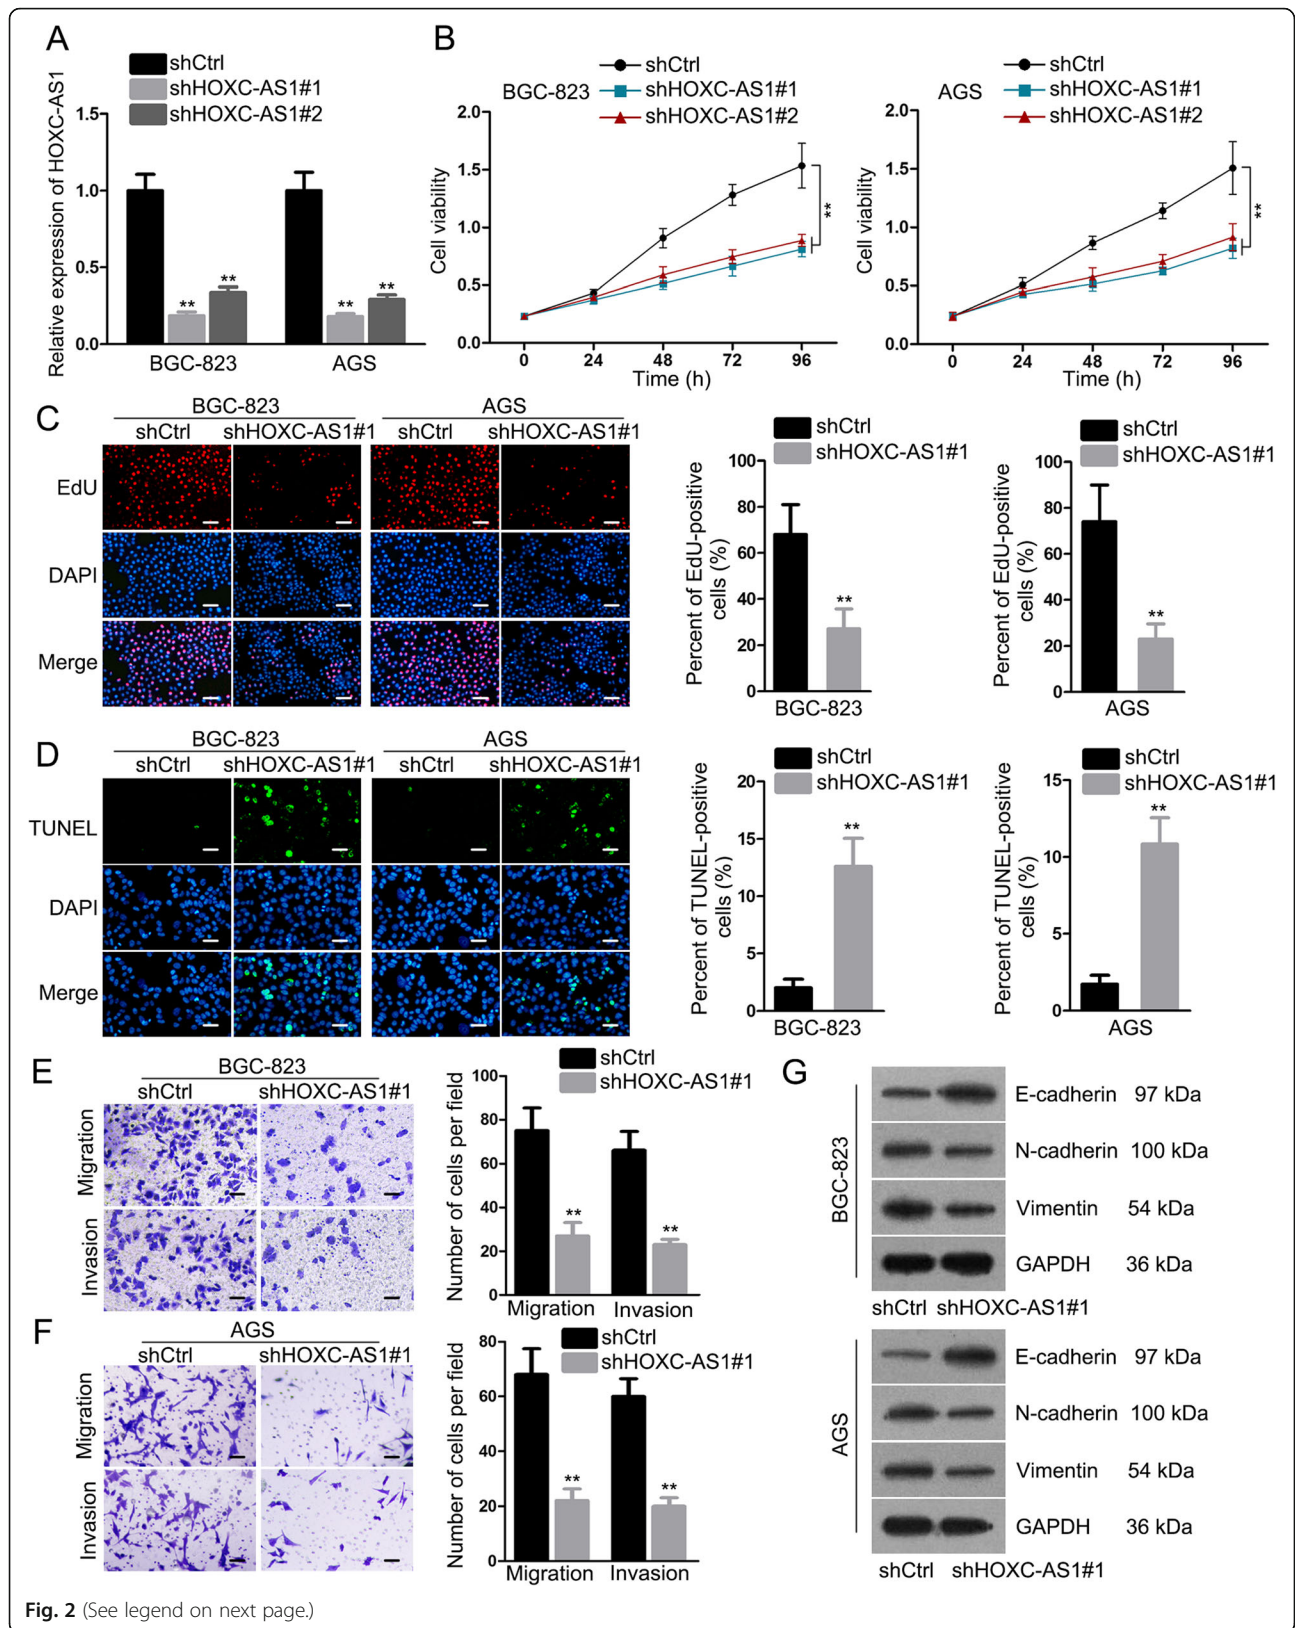 A
shCtrl
shHOXC-AS1#1
shHOXC-AS1#2
Relative expression of HOXC-AS1
1.5
1.0
0.5
0.0
** ** ** **
BGC-823 AGS
B
BGC-823
shCtrl
shHOXC-AS1#1
shHOXC-AS1#2
Cell viability
2.0
1.5
1.0
0.5
0.0
**
0 24 48 72 96
Time (h)
AGS
shCtrl
shHOXC-AS1#1
shHOXC-AS1#2
Cell viability
2.0
1.5
1.0
0.5
0.0
**
0 24 48 72 96
Time (h)
C
BGC-823 AGS
shCtrl shHOXC-AS1#1 shCtrl shHOXC-AS1#1
EdU
DAPI
Merge
shCtrl
shHOXC-AS1#1
Percent of EdU-positive
cells (%)
100
80
60
40
20
0
**
BGC-823
shCtrl
shHOXC-AS1#1
Percent of EdU-positive
cells (%)
100
80
60
40
20
0
**
AGS
D
BGC-823 AGS
shCtrl shHOXC-AS1#1 shCtrl shHOXC-AS1#1
TUNEL
DAPI
Merge
shCtrl
shHOXC-AS1#1
Percent of TUNEL-positive
cells (%)
20
15
10
5
0
**
BGC-823
shCtrl
shHOXC-AS1#1
Percent of TUNEL-positive
cells (%)
15
10
5
0
**
AGS
E
BGC-823
shCtrl shHOXC-AS1#1
Migration
Invasion
shCtrl
shHOXC-AS1#1
Number of cells per field
100
80
60
40
20
0
** **
Migration Invasion
F
AGS
shCtrl shHOXC-AS1#1
Migration
Invasion
shCtrl
shHOXC-AS1#1
Number of cells per field
80
60
40
20
0
** **
Migration Invasion
G
BGC-823
E-cadherin 97 kDa
N-cadherin 100 kDa
Vimentin 54 kDa
GAPDH 36 kDa
shCtrl shHOXC-AS1#1
AGS
E-cadherin 97 kDa
N-cadherin 100 kDa
Vimentin 54 kDa
GAPDH 36 kDa
shCtrl shHOXC-AS1#1
Fig. 2 (See legend on next page.)